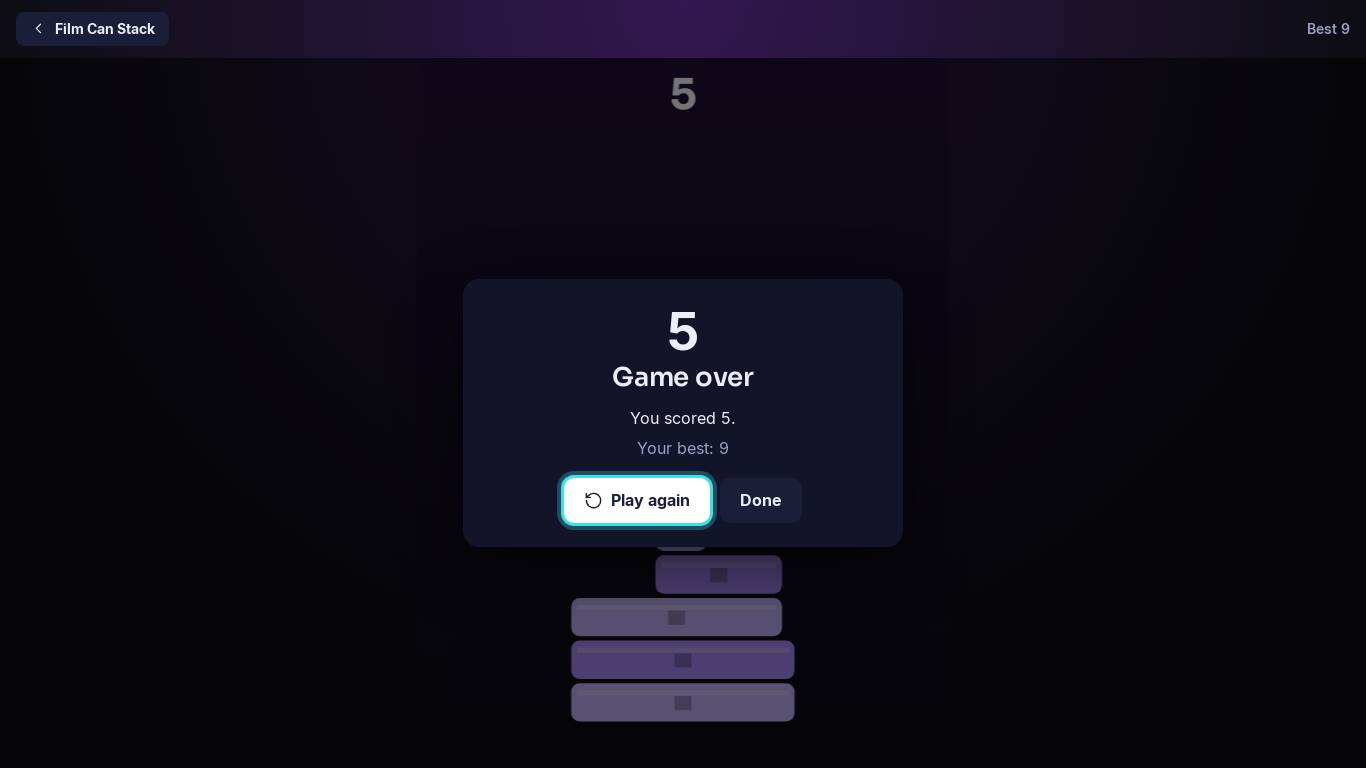 Film Can Stack
Best 9
5
5
Game over
You scored 5.
Your best: 9
Play again
Done